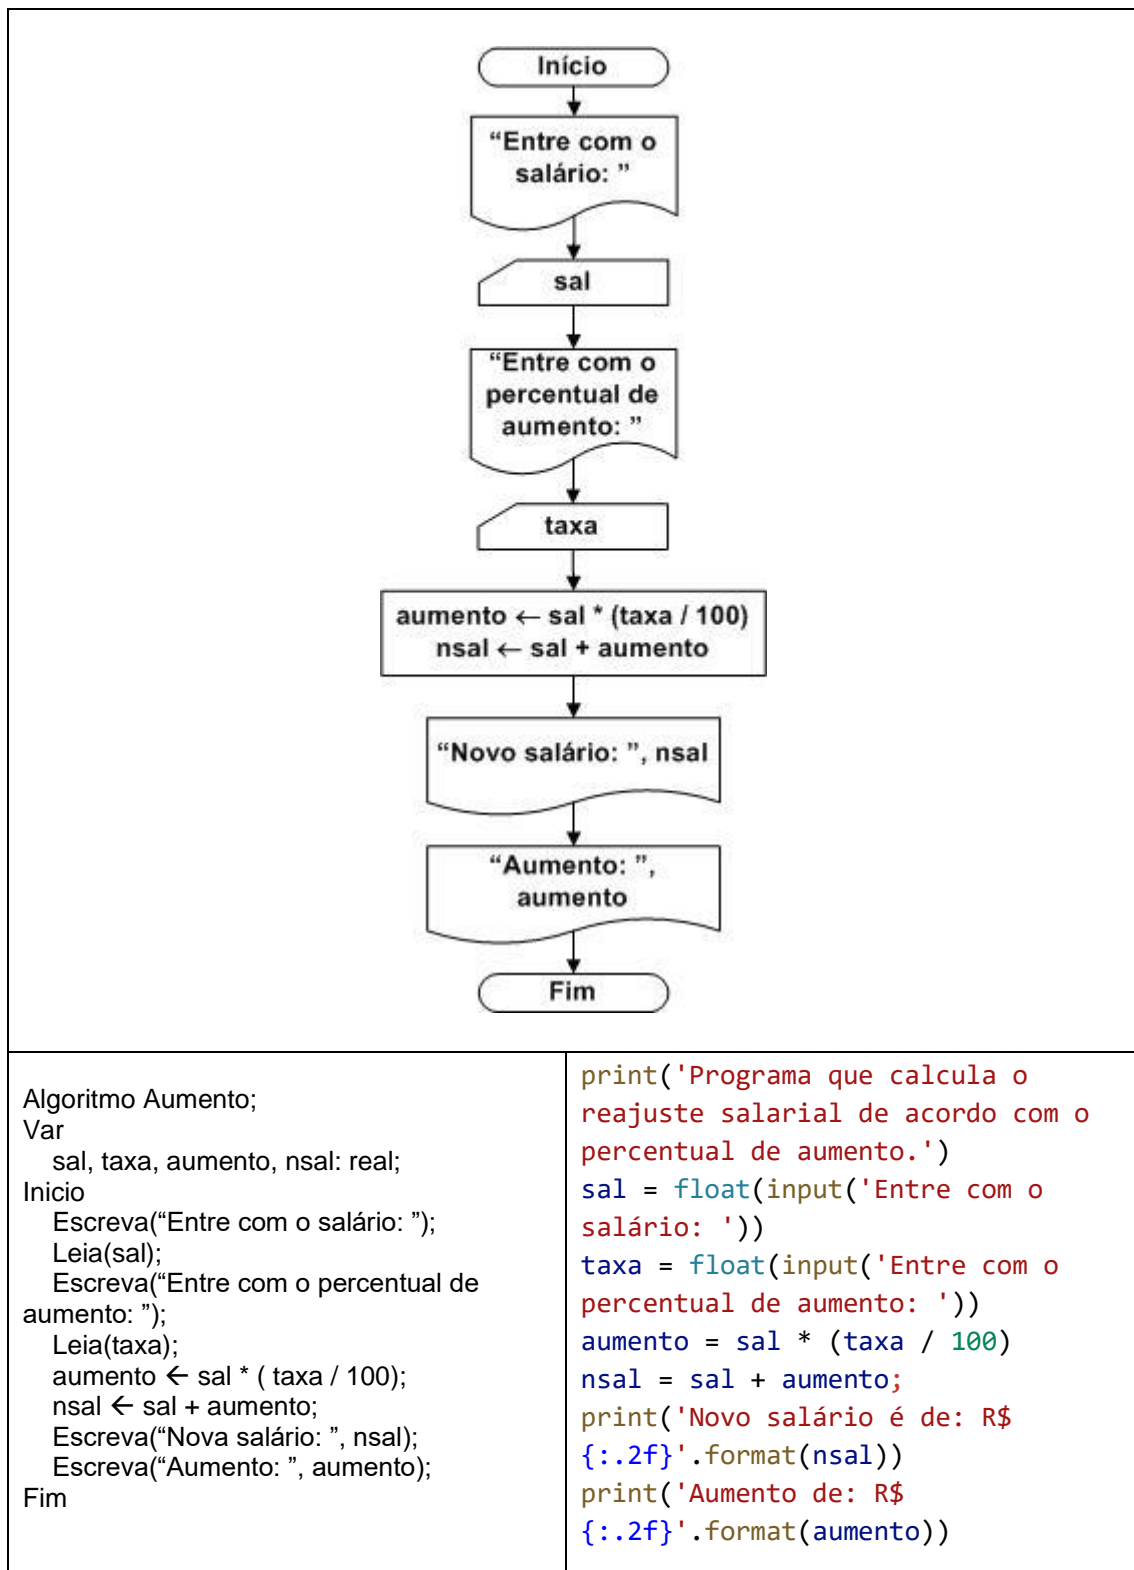 Início
“Entre com o
salário: ”
sal
“Entre com o
percentual de
aumento: ”
taxa
aumento ← sal * (taxa / 100)
nsal ← sal + aumento
“Novo salário: ”, nsal
“Aumento: ”,
aumento
Fim
Algoritmo Aumento;
Var
sal, taxa, aumento, nsal: real;
Inicio
Escreva(“Entre com o salário: ”);
Leia(sal);
Escreva(“Entre com o percentual de
aumento: ”);
Leia(taxa);
aumento ← sal * ( taxa / 100);
nsal ← sal + aumento;
Escreva(“Nova salário: ”, nsal);
Escreva(“Aumento: ”, aumento);
Fim
print('Programa que calcula o
reajuste salarial de acordo com o
percentual de aumento.')
sal = float(input('Entre com o
salário: '))
taxa = float(input('Entre com o
percentual de aumento: '))
aumento = sal * (taxa / 100)
nsal = sal + aumento;
print('Novo salário é de: R$
{:.2f}'.format(nsal))
print('Aumento de: R$
{:.2f}'.format(aumento))